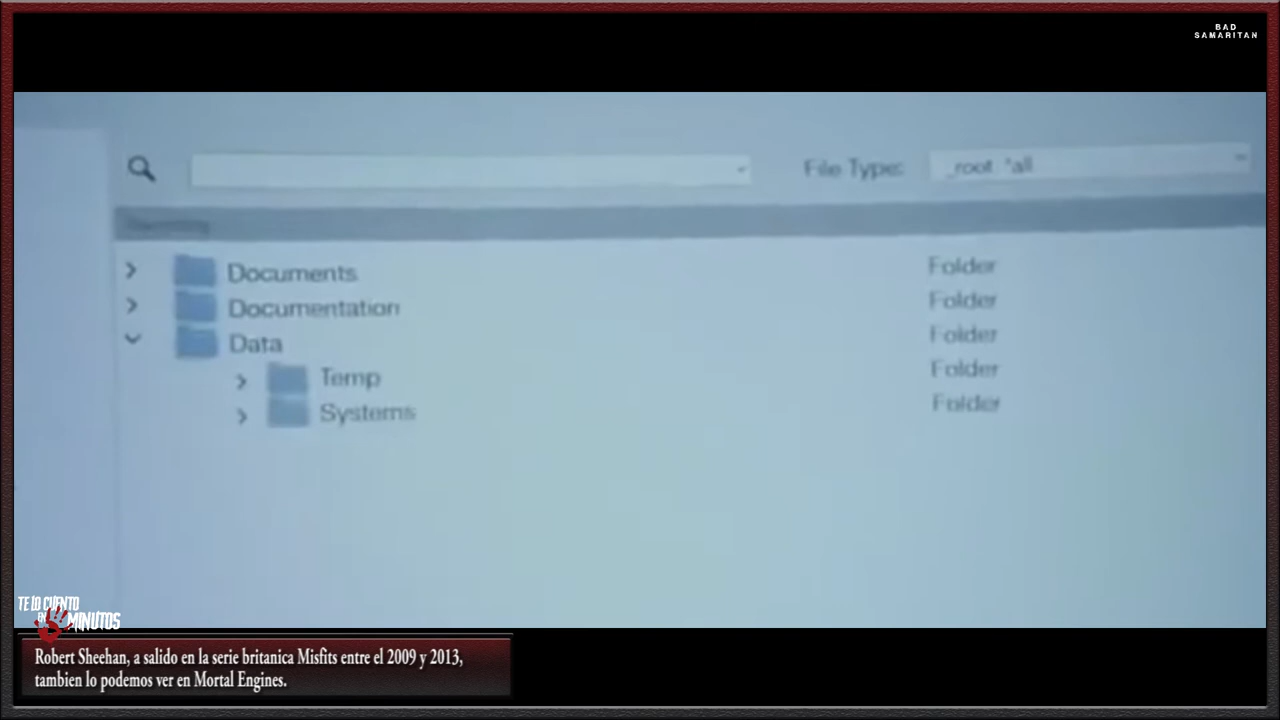 BAD
SAMARITAN
File Type: _root *all
Documents Folder
Documentation Folder
Data Folder
Temp Folder
Systems Folder
TE LO CUENTO
EN 5 MINUTOS
Robert Sheehan, a salido en la serie britanica Misfits entre el 2009 y 2013,
tambien lo podemos ver en Mortal Engines.